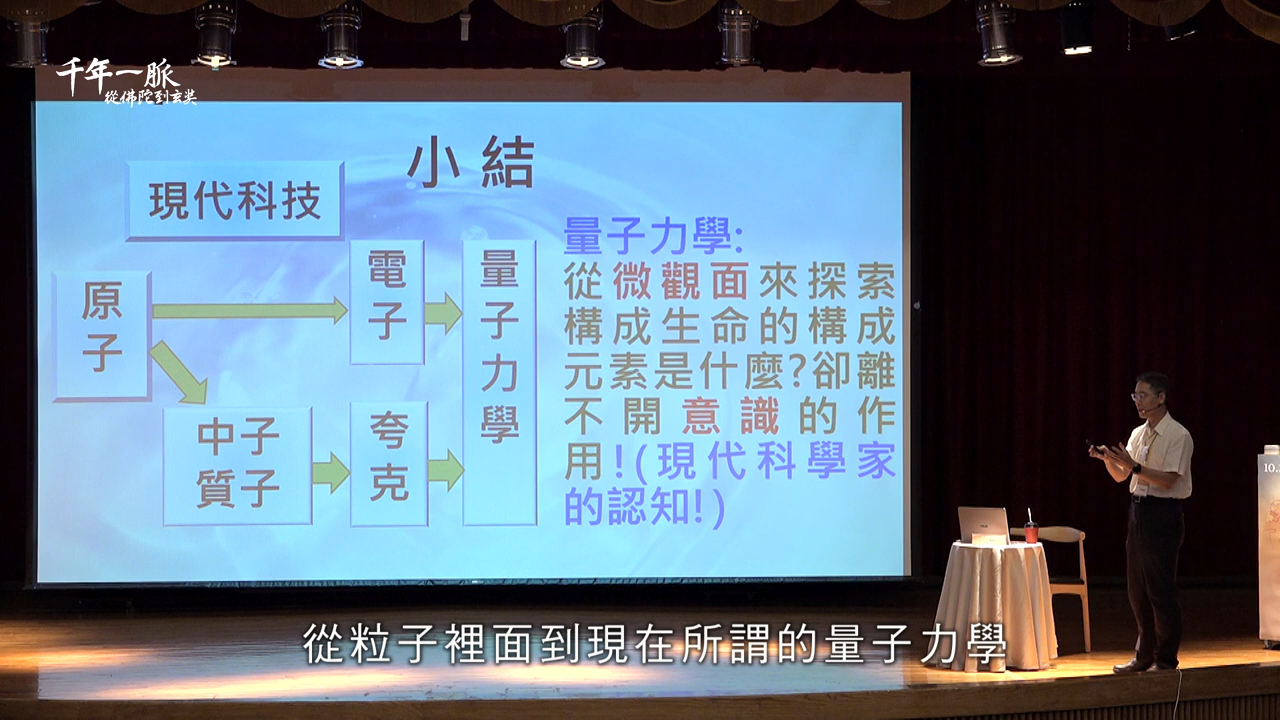 千年一脈
從佛陀到玄奘
小結
現代科技
原子
電子
量子力學
中子
質子
夸克
量子力學:
從微觀面來探索
構成生命的構成
元素是什麼?卻離
不開意識的作
用!(現代科學家
的認知!)
10.
從粒子裡面到現在所謂的量子力學